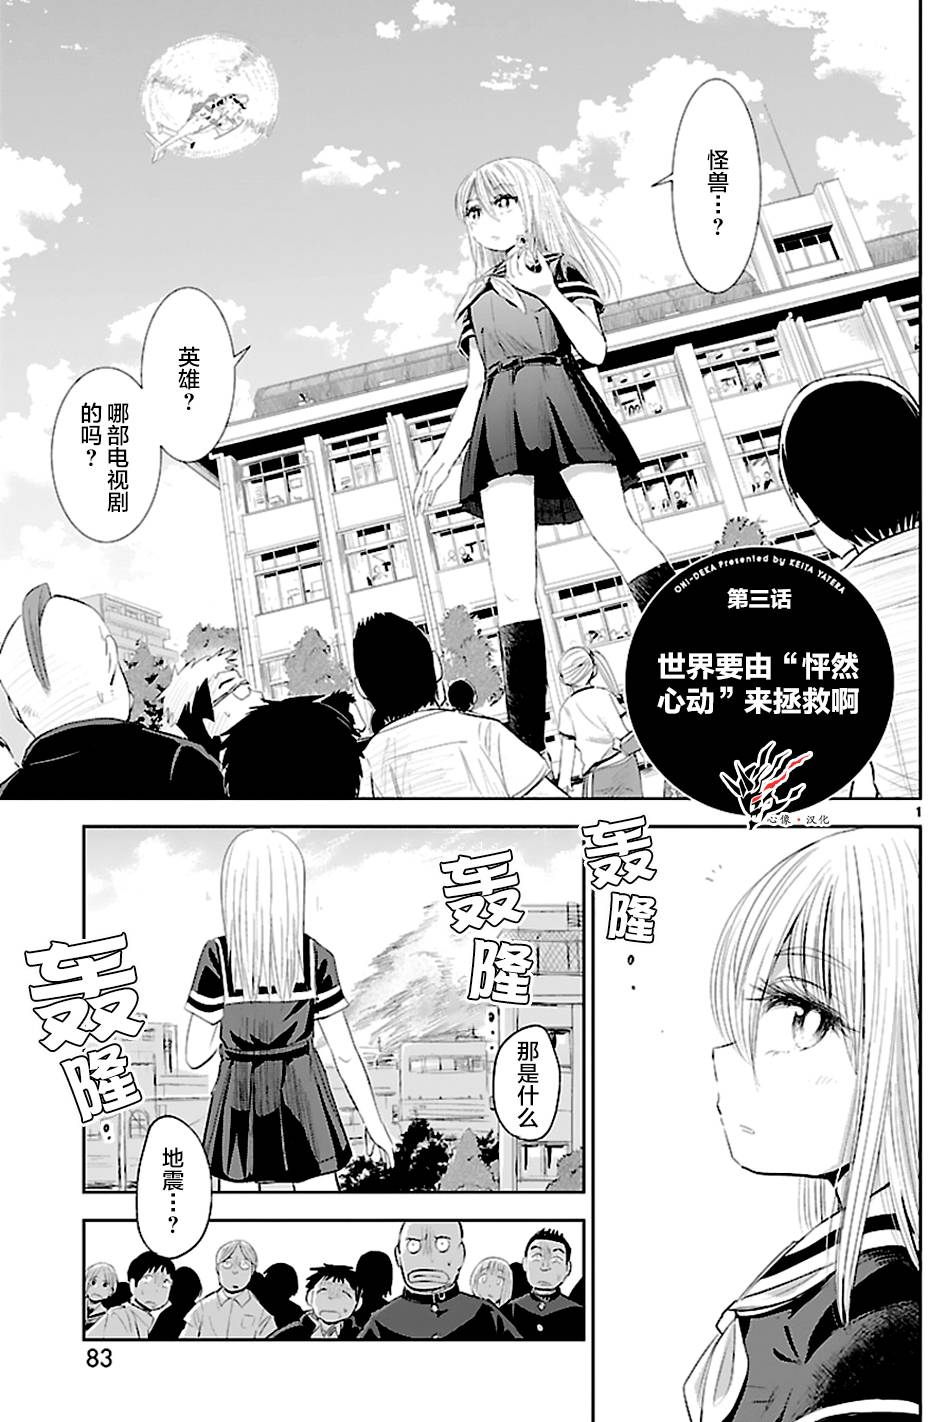 怪兽…?
英雄?
哪部电视剧
的吗?
ONI-DEKA Presented by KEITA YATERA
第三话
世界要由“怦然
心动”来拯救啊
心像·汉化
1
轰隆…
轰隆
轰隆…
那是什么
地震…?
83